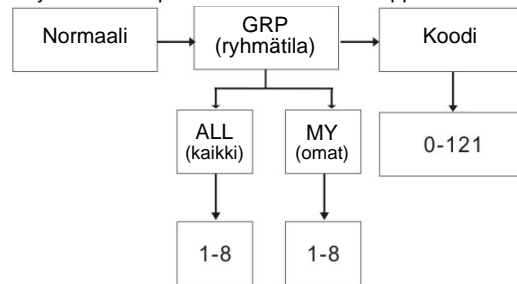 Normaali
GRP
(ryhmätila)
Koodi
ALL
(kaikki)
MY
(omat)
0-121
1-8
1-8